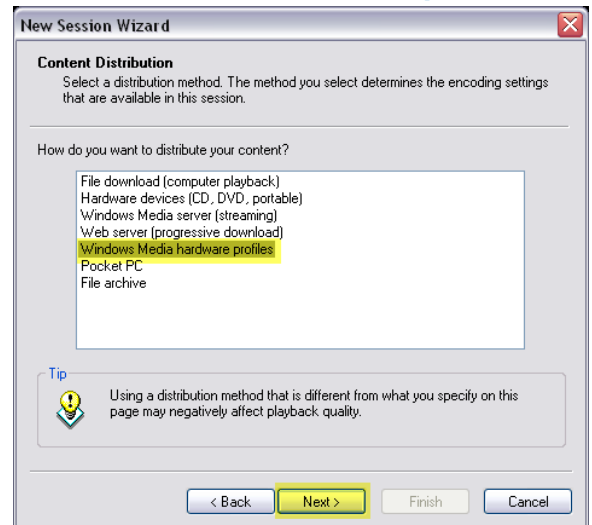 New Session Wizard
Content Distribution
Select a distribution method. The method you select determines the encoding settings
that are available in this session.
How do you want to distribute your content?
File download (computer playback)
Hardware devices (CD, DVD, portable)
Windows Media server (streaming)
Web server (progressive download)
Windows Media hardware profiles
Pocket PC
File archive
Tip
Using a distribution method that is different from what you specify on this
page may negatively affect playback quality.
< Back Next > Finish Cancel